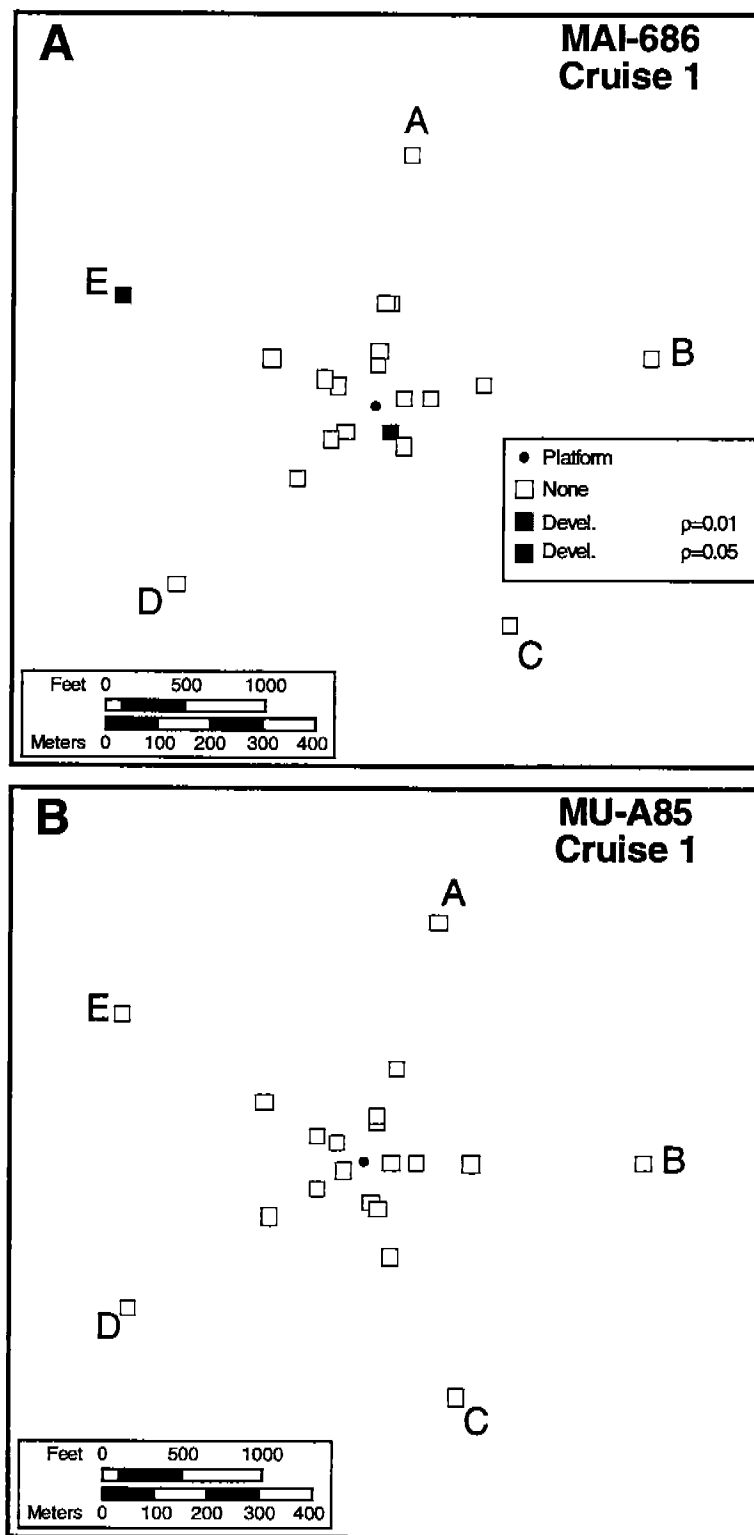 A
MAI-686
Cruise 1
A
E
B
Platform
None
Devel. ρ=0.01
Devel. ρ=0.05
D
C
Feet 0 500 1000
Meters 0 100 200 300 400
B
MU-A85
Cruise 1
A
E
B
D
C
Feet 0 500 1000
Meters 0 100 200 300 400